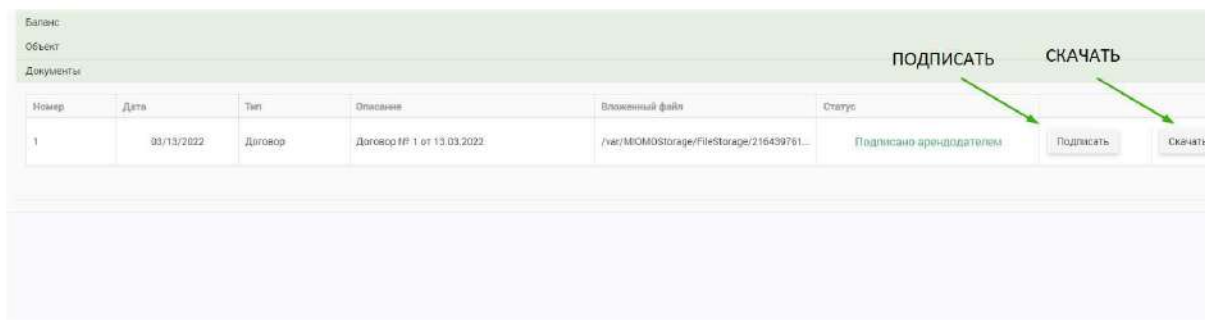 Баланс
Объект
Документы
ПОДПИСАТЬ
СКАЧАТЬ
Номер Дата Тип Описание Вложенный файл Статус
1 03/13/2022 Договор Договор № 1 от 13.03.2022 /var/MIOMOStorage/FileStorage/216439761... Подписано арендодателем Подписать Скачать